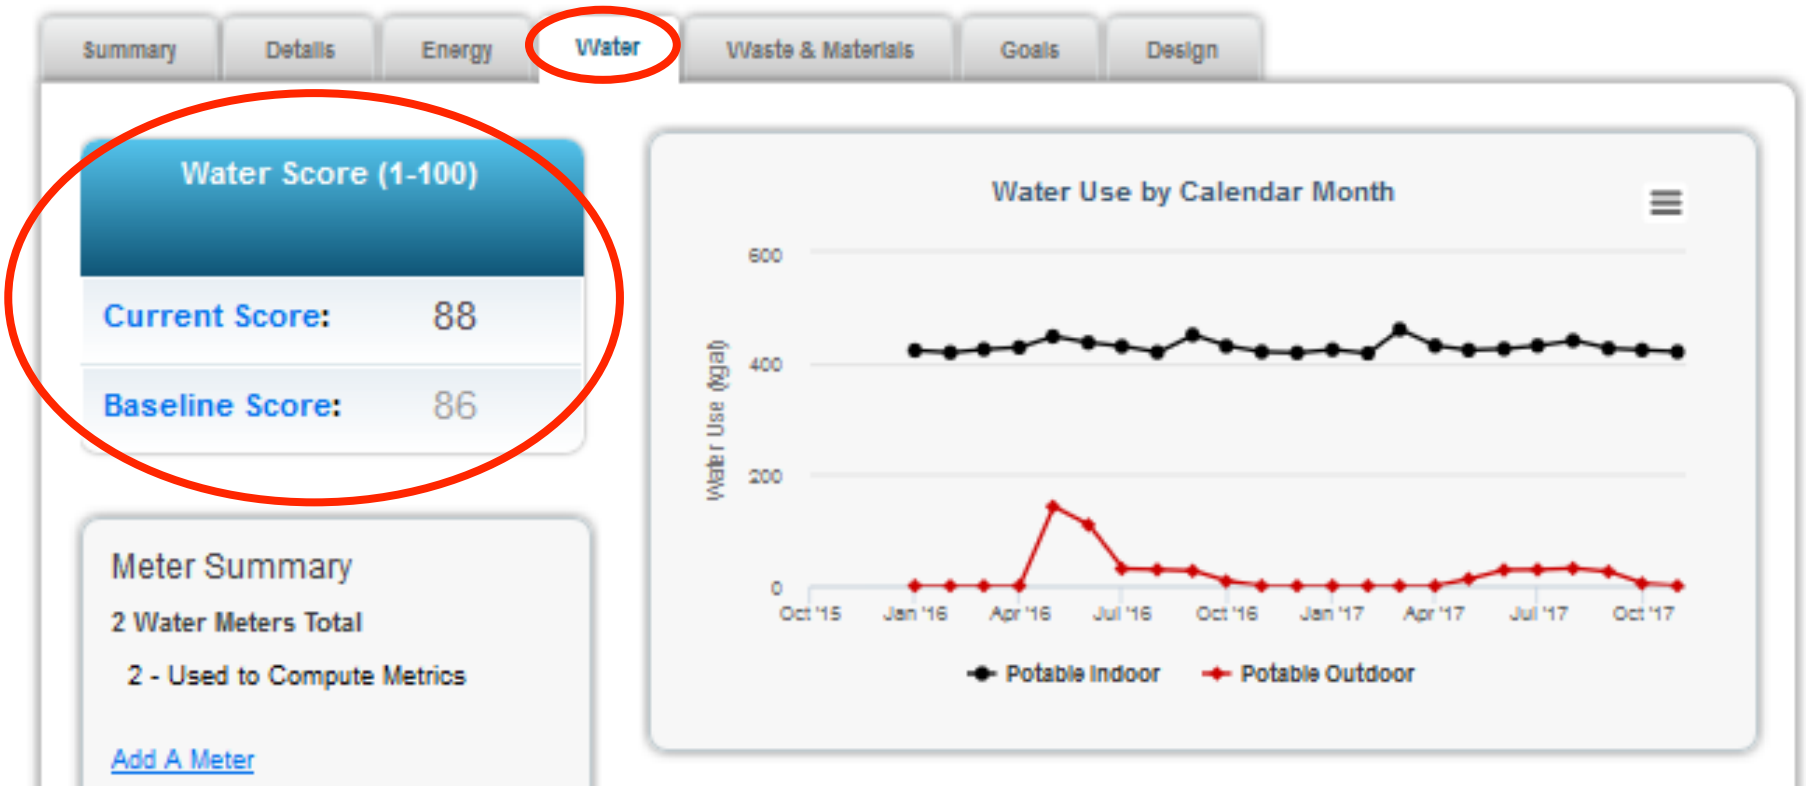 Summary Details Energy Water Waste & Materials Goals Design
Water Score (1-100)
Current Score: 88
Baseline Score: 86
Meter Summary
2 Water Meters Total
2 - Used to Compute Metrics
Add A Meter
Water Use by Calendar Month
Water Use (kgal)
600
400
200
0
Oct '15 Jan '16 Apr '16 Jul '16 Oct '16 Jan '17 Apr '17 Jul '17 Oct '17
Potable Indoor Potable Outdoor